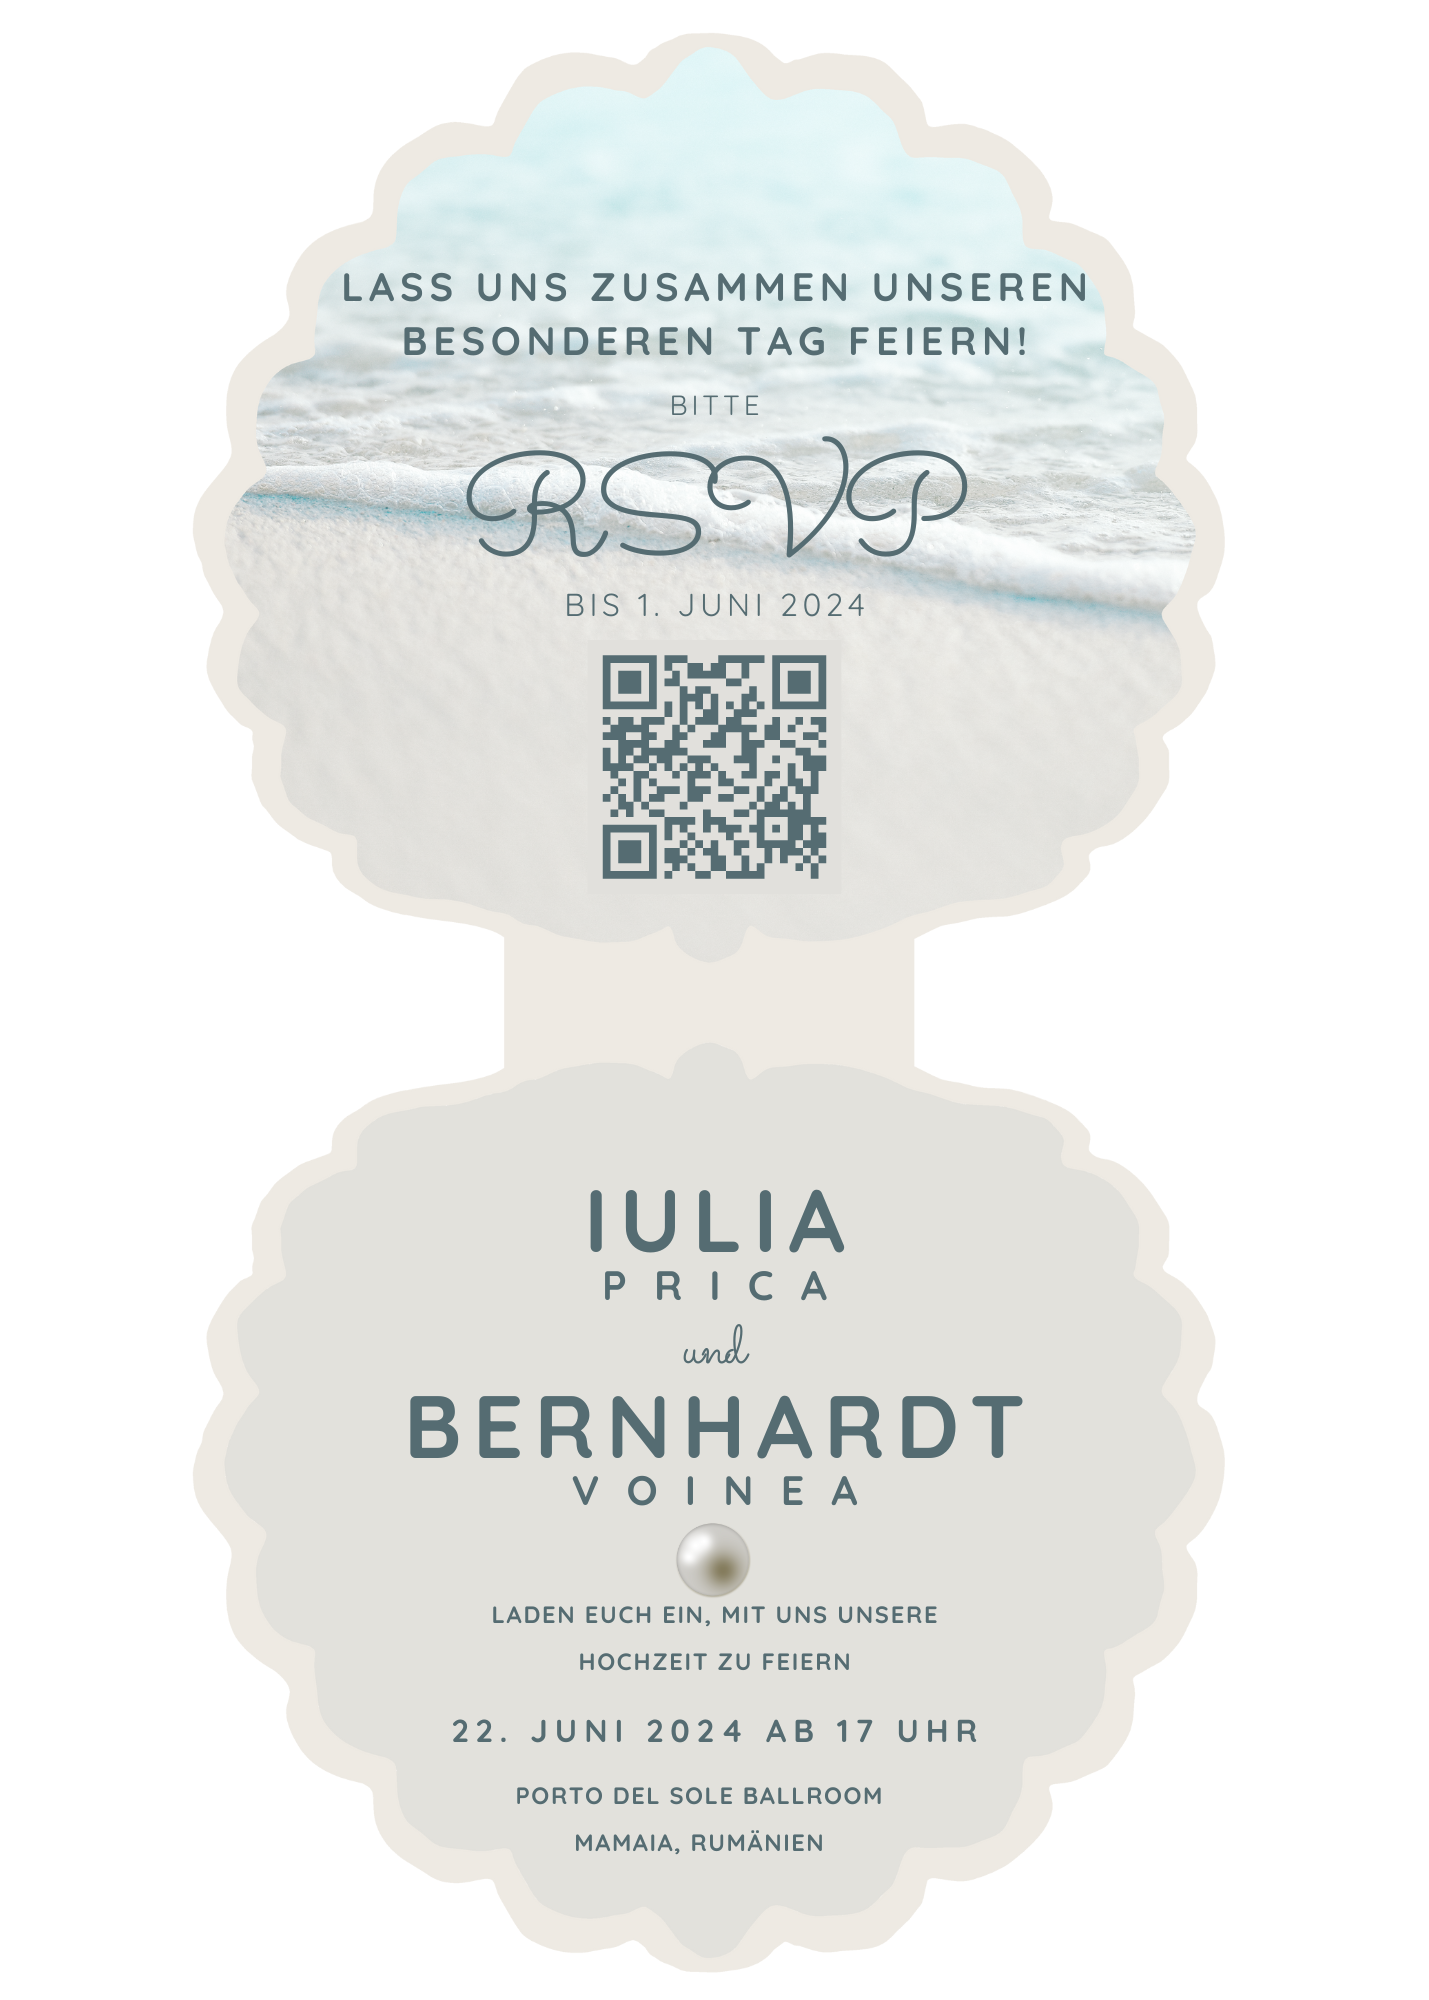 LASS UNS ZUSAMMEN UNSEREN
BESONDEREN TAG FEIERN!
BITTE
RSVP
BIS 1. JUNI 2024
IULIA
PRICA
und
BERNHARDT
VOINEA
LADEN EUCH EIN, MIT UNS UNSERE
HOCHZEIT ZU FEIERN
22. JUNI 2024 AB 17 UHR
PORTO DEL SOLE BALLROOM
MAMAIA, RUMÄNIEN